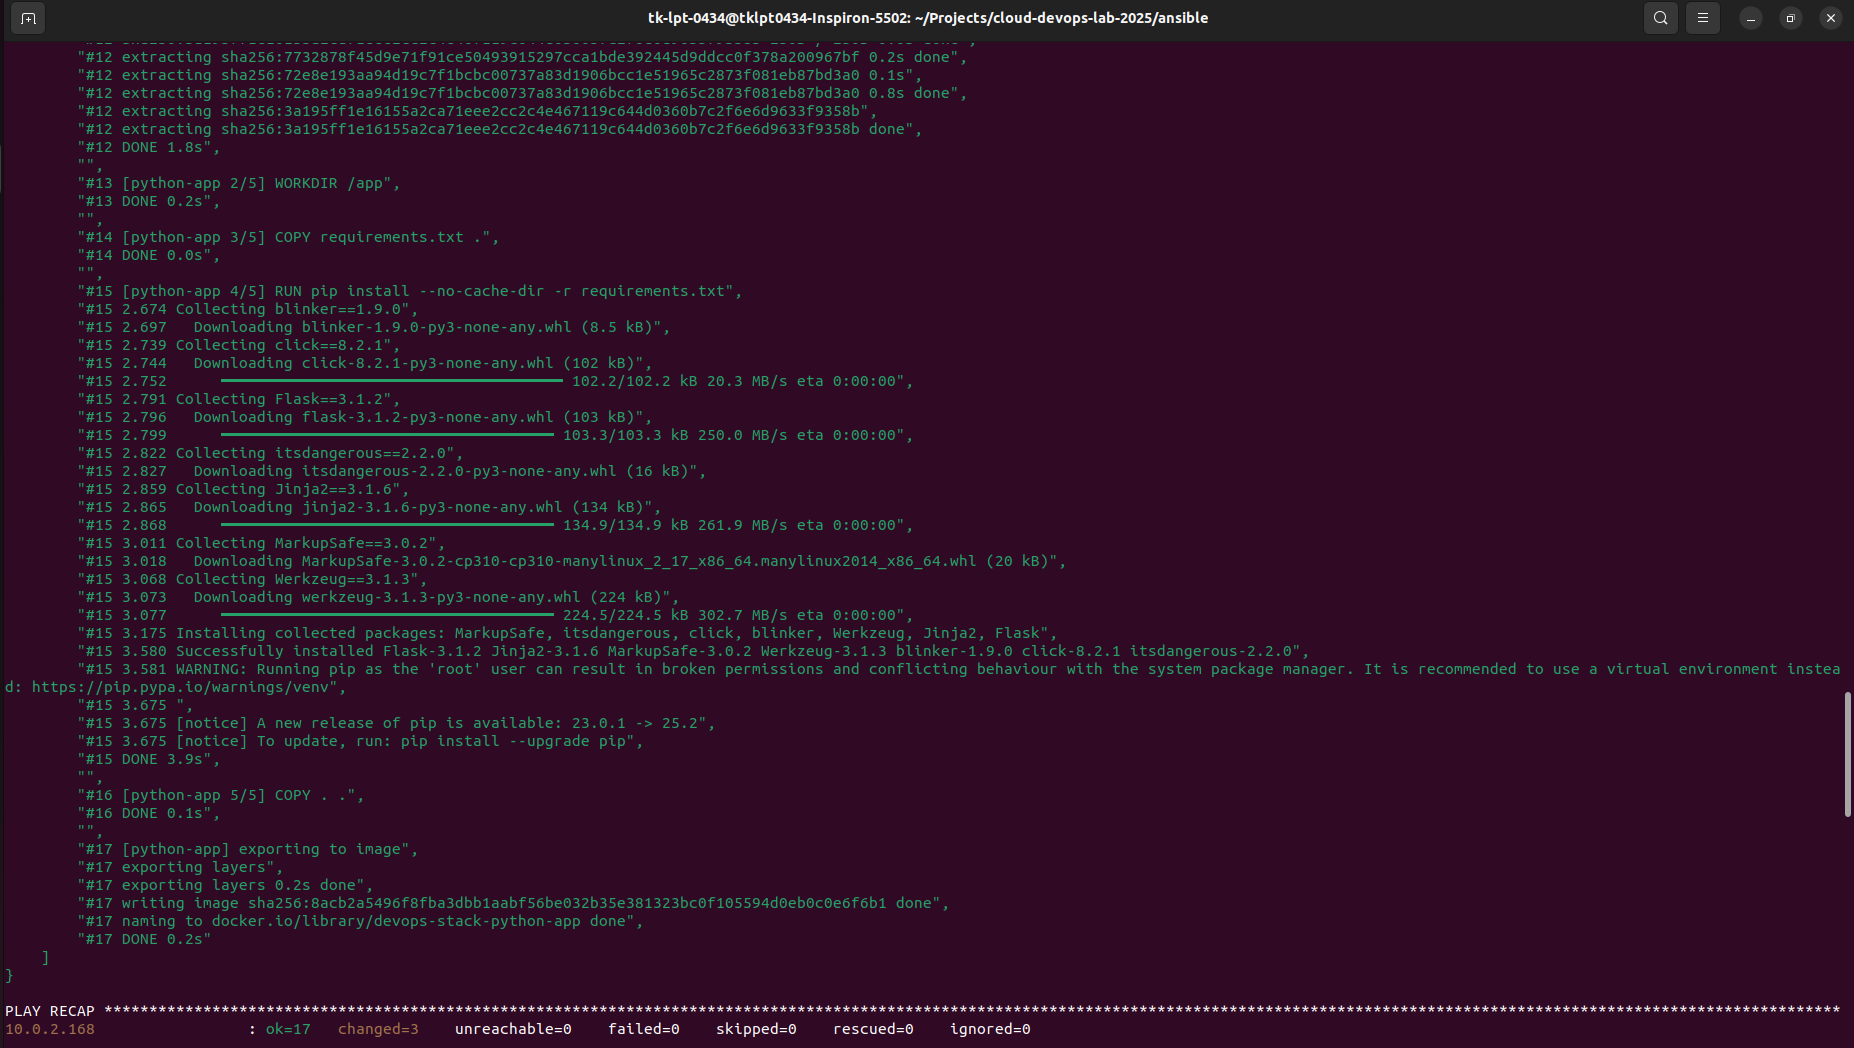 tk-lpt-0434@tklpt0434-Inspiron-5502: ~/Projects/cloud-devops-lab-2025/ansible
"#12 extracting sha256:7732878f45d9e71f91ce50493915297cca1bde392445d9ddcc0f378a200967bf 0.2s done",
"#12 extracting sha256:72e8e193aa94d19c7f1bcbc00737a83d1906bcc1e51965c2873f081eb87bd3a0 0.1s",
"#12 extracting sha256:72e8e193aa94d19c7f1bcbc00737a83d1906bcc1e51965c2873f081eb87bd3a0 0.8s done",
"#12 extracting sha256:3a195ff1e16155a2ca71eee2cc2c4e467119c644d0360b7c2f6e6d9633f9358b",
"#12 extracting sha256:3a195ff1e16155a2ca71eee2cc2c4e467119c644d0360b7c2f6e6d9633f9358b done",
"#12 DONE 1.8s",
"",
"#13 [python-app 2/5] WORKDIR /app",
"#13 DONE 0.2s",
"",
"#14 [python-app 3/5] COPY requirements.txt .",
"#14 DONE 0.0s",
"",
"#15 [python-app 4/5] RUN pip install --no-cache-dir -r requirements.txt",
"#15 2.674 Collecting blinker==1.9.0",
"#15 2.697   Downloading blinker-1.9.0-py3-none-any.whl (8.5 kB)",
"#15 2.739 Collecting click==8.2.1",
"#15 2.744   Downloading click-8.2.1-py3-none-any.whl (102 kB)",
"#15 2.752      ━━━━━━━━━━━━━━━━━━━━━━━━━━━━━━━━━━━━━━ 102.2/102.2 kB 20.3 MB/s eta 0:00:00",
"#15 2.791 Collecting Flask==3.1.2",
"#15 2.796   Downloading flask-3.1.2-py3-none-any.whl (103 kB)",
"#15 2.799      ━━━━━━━━━━━━━━━━━━━━━━━━━━━━━━━━━━━━━ 103.3/103.3 kB 250.0 MB/s eta 0:00:00",
"#15 2.822 Collecting itsdangerous==2.2.0",
"#15 2.827   Downloading itsdangerous-2.2.0-py3-none-any.whl (16 kB)",
"#15 2.859 Collecting Jinja2==3.1.6",
"#15 2.865   Downloading jinja2-3.1.6-py3-none-any.whl (134 kB)",
"#15 2.868      ━━━━━━━━━━━━━━━━━━━━━━━━━━━━━━━━━━━━━ 134.9/134.9 kB 261.9 MB/s eta 0:00:00",
"#15 3.011 Collecting MarkupSafe==3.0.2",
"#15 3.018   Downloading MarkupSafe-3.0.2-cp310-cp310-manylinux_2_17_x86_64.manylinux2014_x86_64.whl (20 kB)",
"#15 3.068 Collecting Werkzeug==3.1.3",
"#15 3.073   Downloading werkzeug-3.1.3-py3-none-any.whl (224 kB)",
"#15 3.077      ━━━━━━━━━━━━━━━━━━━━━━━━━━━━━━━━━━━━━ 224.5/224.5 kB 302.7 MB/s eta 0:00:00",
"#15 3.175 Installing collected packages: MarkupSafe, itsdangerous, click, blinker, Werkzeug, Jinja2, Flask",
"#15 3.580 Successfully installed Flask-3.1.2 Jinja2-3.1.6 MarkupSafe-3.0.2 Werkzeug-3.1.3 blinker-1.9.0 click-8.2.1 itsdangerous-2.2.0",
"#15 3.581 WARNING: Running pip as the 'root' user can result in broken permissions and conflicting behaviour with the system package manager. It is recommended to use a virtual environment instea
d: https://pip.pypa.io/warnings/venv",
"#15 3.675 ",
"#15 3.675 [notice] A new release of pip is available: 23.0.1 -> 25.2",
"#15 3.675 [notice] To update, run: pip install --upgrade pip",
"#15 DONE 3.9s",
"",
"#16 [python-app 5/5] COPY . .",
"#16 DONE 0.1s",
"",
"#17 [python-app] exporting to image",
"#17 exporting layers",
"#17 exporting layers 0.2s done",
"#17 writing image sha256:8acb2a5496f8fba3dbb1aabf56be032b35e381323bc0f105594d0eb0c0e6f6b1 done",
"#17 naming to docker.io/library/devops-stack-python-app done",
"#17 DONE 0.2s"
]
}
PLAY RECAP *************************************************************************************************************************************************************************************************
10.0.2.168                 : ok=17   changed=3    unreachable=0    failed=0    skipped=0    rescued=0    ignored=0